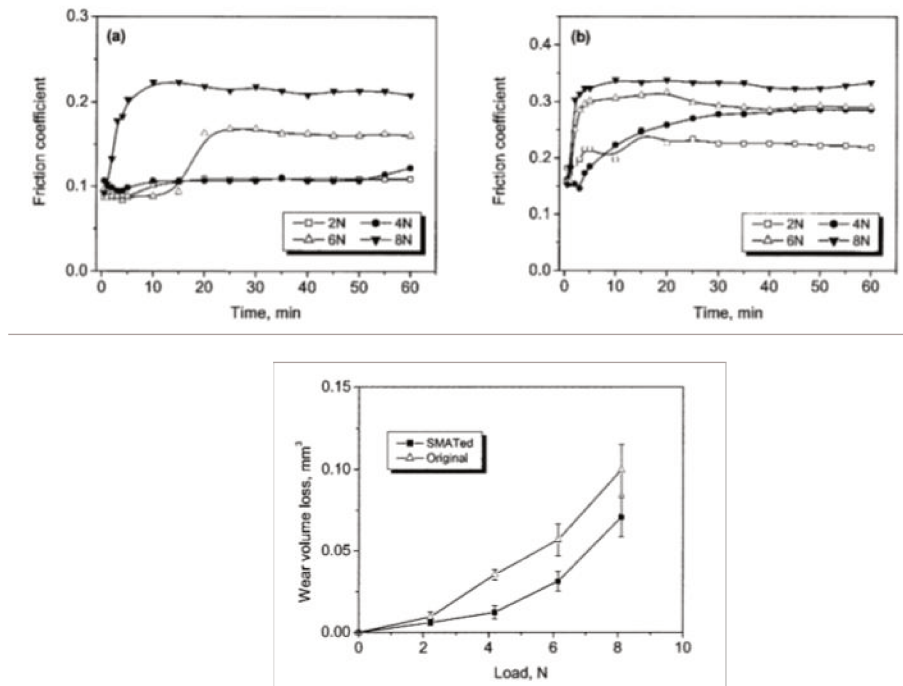 (a)
Friction coefficient
0.3
0.2
0.1
0.0
2N 4N
6N 8N
0 10 20 30 40 50 60
Time, min
(b)
Friction coefficient
0.4
0.3
0.2
0.1
0.0
2N 4N
6N 8N
0 10 20 30 40 50 60
Time, min
Wear volume loss, mm³
0.15
0.10
0.05
0.00
SMATed
Original
0 2 4 6 8 10
Load, N